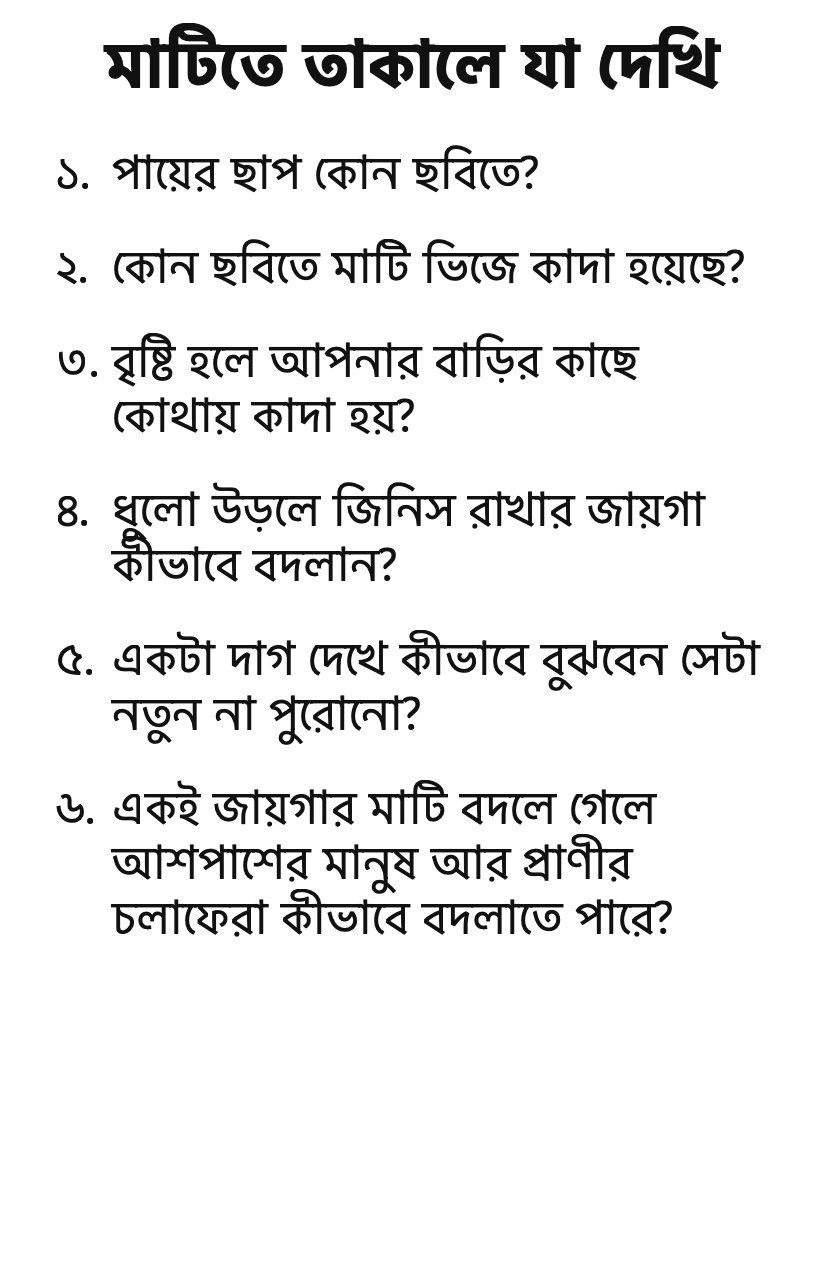 মাটিতে তাকালে যা দেখি
১. পায়ের ছাপ কোন ছবিতে?
২. কোন ছবিতে মাটি ভিজে কাদা হয়েছে?
৩. বৃষ্টি হলে আপনার বাড়ির কাছে
কোথায় কাদা হয়?
৪. ধুলো উড়লে জিনিস রাখার জায়গা
কীভাবে বদলান?
৫. একটা দাগ দেখে কীভাবে বুঝবেন সেটা
নতুন না পুরোনো?
৬. একই জায়গার মাটি বদলে গেলে
আশপাশের মানুষ আর প্রাণীর
চলাফেরা কীভাবে বদলাতে পারে?